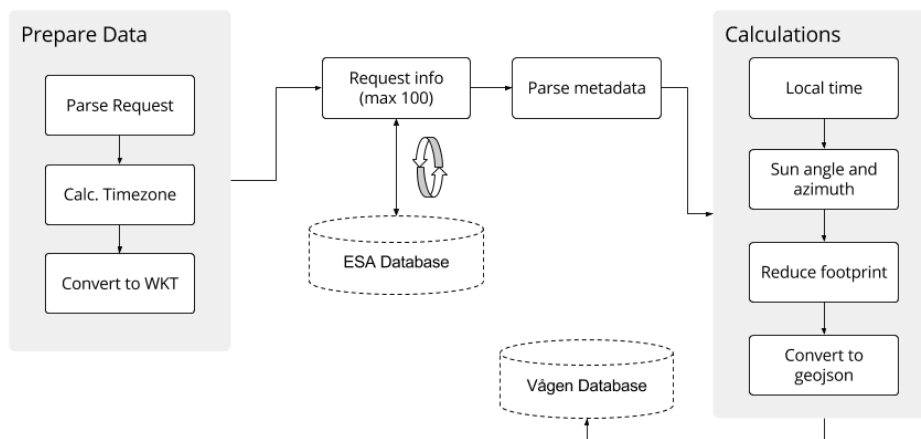 Prepare Data
Parse Request
Calc. Timezone
Convert to WKT
Request info
(max 100)
Parse metadata
ESA Database
Calculations
Local time
Sun angle and
azimuth
Reduce footprint
Convert to
geojson
Vågen Database